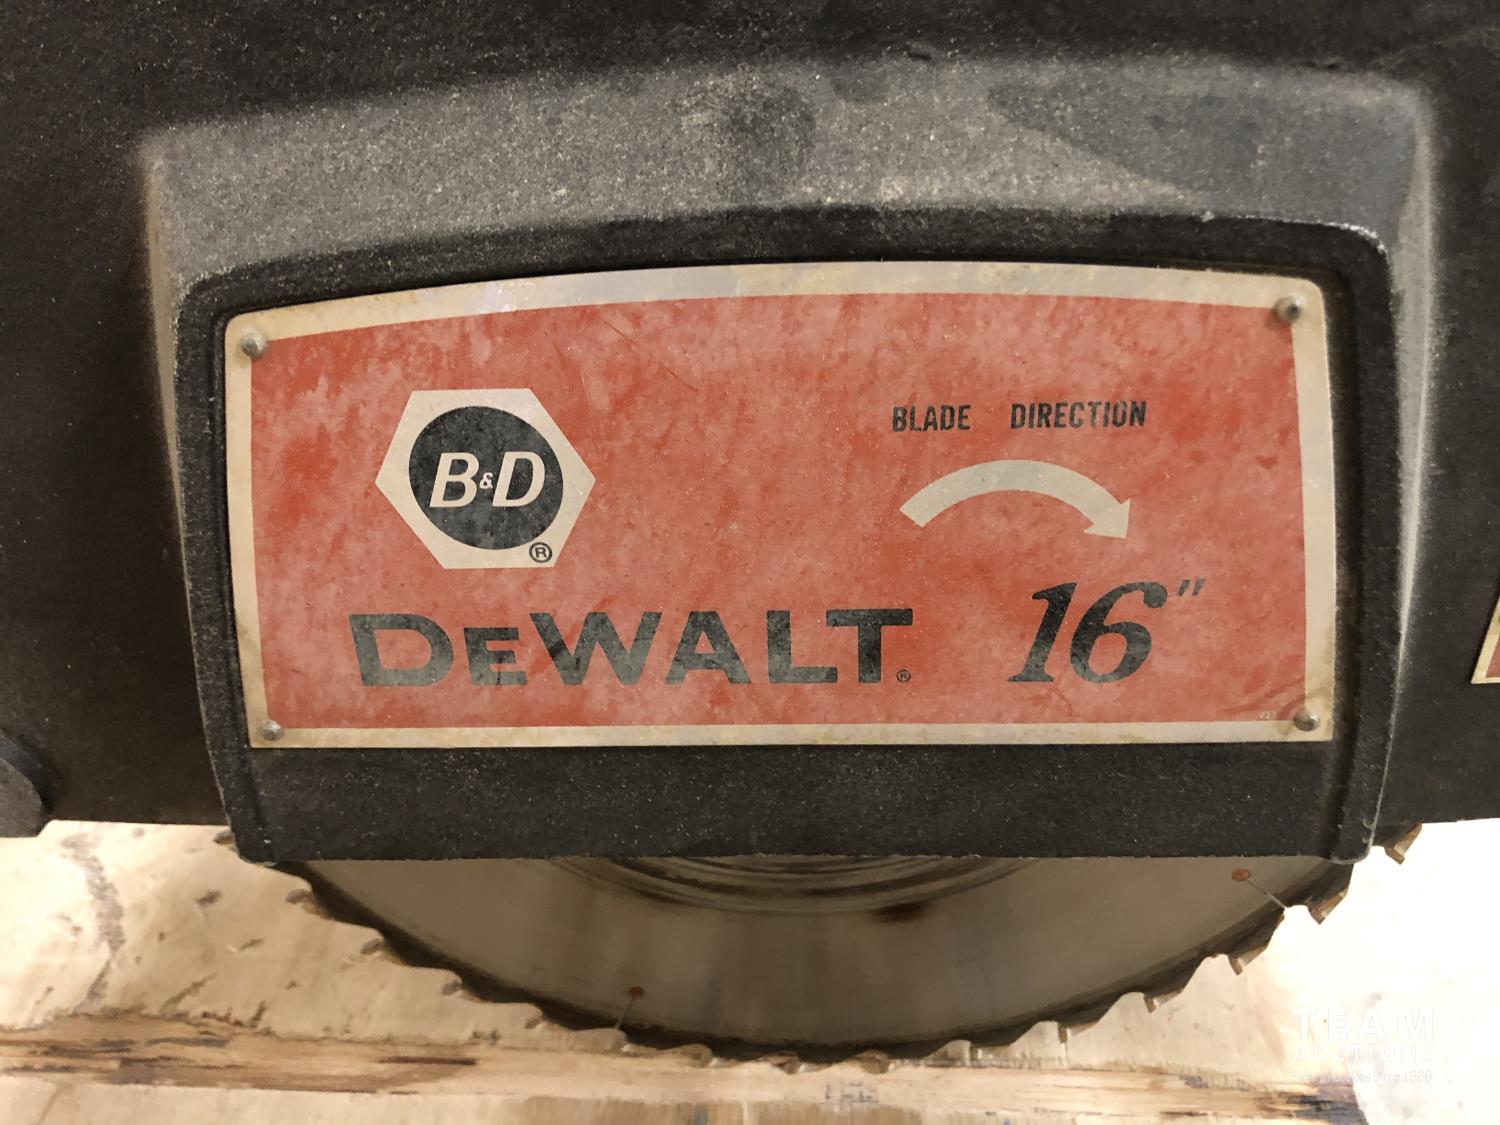 B&D
®
BLADE DIRECTION
DEWALT® 16"
TEAM
AUCTIONS